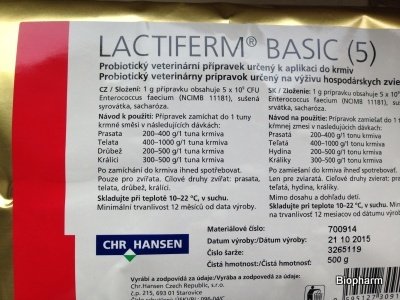 LACTIFERM® BASIC (5)
Probiotický veterinární přípravek určený k aplikaci do krmiv
Probiotický veterinárny prípravok určený na výživu hospodárskych zvie
CZ / Složení: 1 g přípravku obsahuje 5 x 10⁹ CFU
Enterococcus faecium (NCIMB 11181), sušená
syrovátka, sacharóza.
Návod k použití: Přípravek zamíchat do 1 tuny
krmné směsi v následujících dávkách:
Prasata 200–400 g/1 tuna krmiva
Telata 400–1000 g/1 tuna krmiva
Drůbež 200–500 g/1 tuna krmiva
Králíci 300–500 g/1 tuna krmiva
Po zamíchání do krmiva ihned spotřebovat.
Pouze pro zvířata. Cílové druhy zvířat: prasata,
telata, drůbež, králíci.
Skladujte při teplotě 10–22 °C, v suchu.
Minimální trvanlivost 12 měsíců od data výroby.
SK / Zloženie: 1 g prípravku obsahuje 5 x
Enterococcus faecium (NCIMB 11181), suše
srvátka, sacharóza.
Návod na použitie: Prípravok zamiešať do 1
kŕmnej zmesi v nasledujúcich dávkach:
Prasatá 200–400 g/1 tonu krmiva
Teľatá 400–1000 g/1 tonu krmiva
Hydina 200–500 g/1 tonu krmiva
Králiky 300–500 g/1 tonu krmiva
Po zamiešaní do krmiva ihneď spotrebovať.
Len pre zvieratá. Cieľové druhy zvierat: pra
teľatá, hydina, králiky.
Mimo dosahu a dohľadu detí.
Skladujte pri teplote 10–22 °C, v suchu.
Minimálna trvanlivosť 12 mesiacov od dátumu
CHR HANSEN
Materiálové číslo: 700914
Datum výroby/Dátum výroby: 21 10 2015
Číslo šarže: 3265119
Čistá hmotnost/Čistá hmotnosť: 500 g
Vyrábí a zodpovídá za údaje/Vyrába a zodpovedá za údaje:
Chr.Hansen Czech Republic, s.r.o.
č.p. 215, 693 01 Starovice
Biopharm